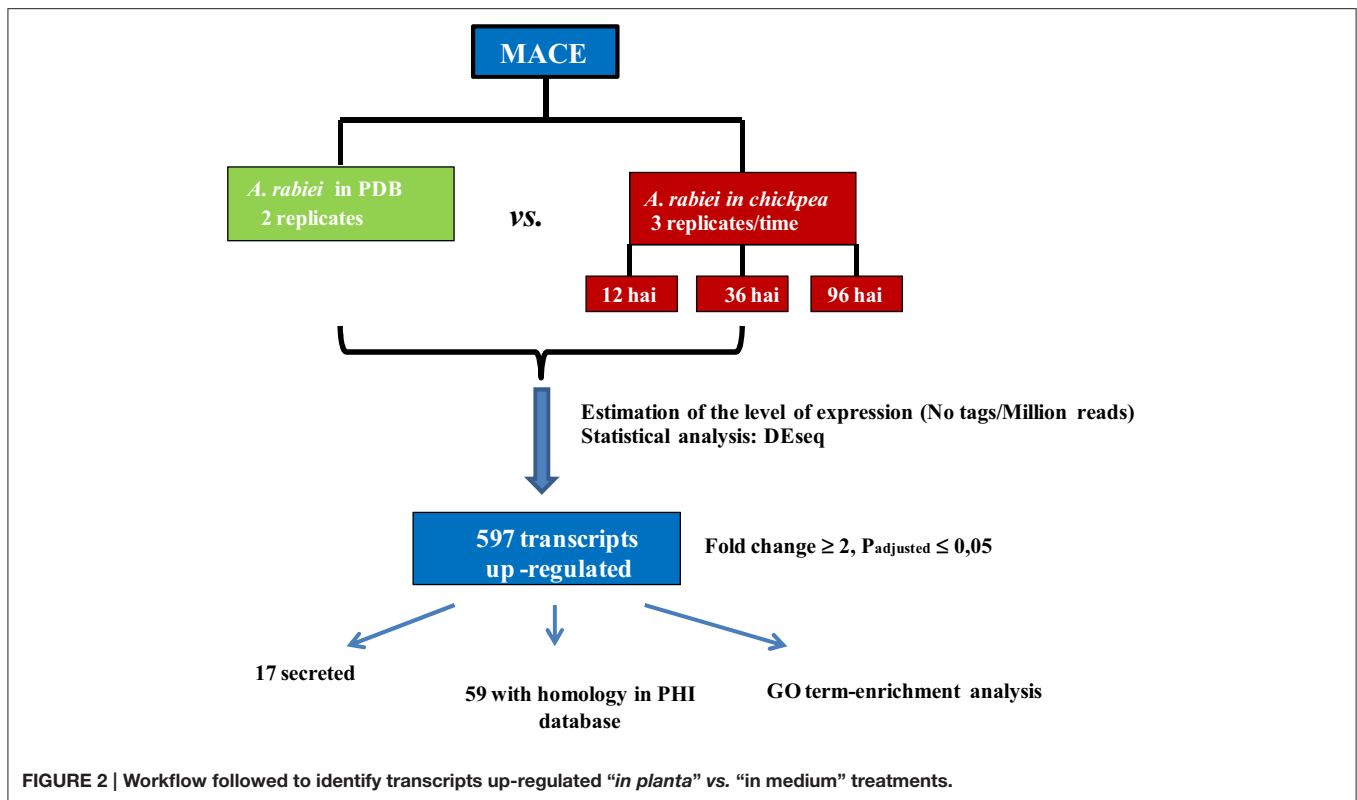 MACE
A. rabiei in PDB
2 replicates
vs.
A. rabiei in chickpea
3 replicates/time
12 hai
36 hai
96 hai
Estimation of the level of expression (No tags/Million reads)
Statistical analysis: DEseq
597 transcripts
up -regulated
Fold change ≥ 2, Padjusted ≤ 0,05
17 secreted
59 with homology in PHI
database
GO term-enrichment analysis
FIGURE 2 | Workflow followed to identify transcripts up-regulated “in planta” vs. “in medium” treatments.